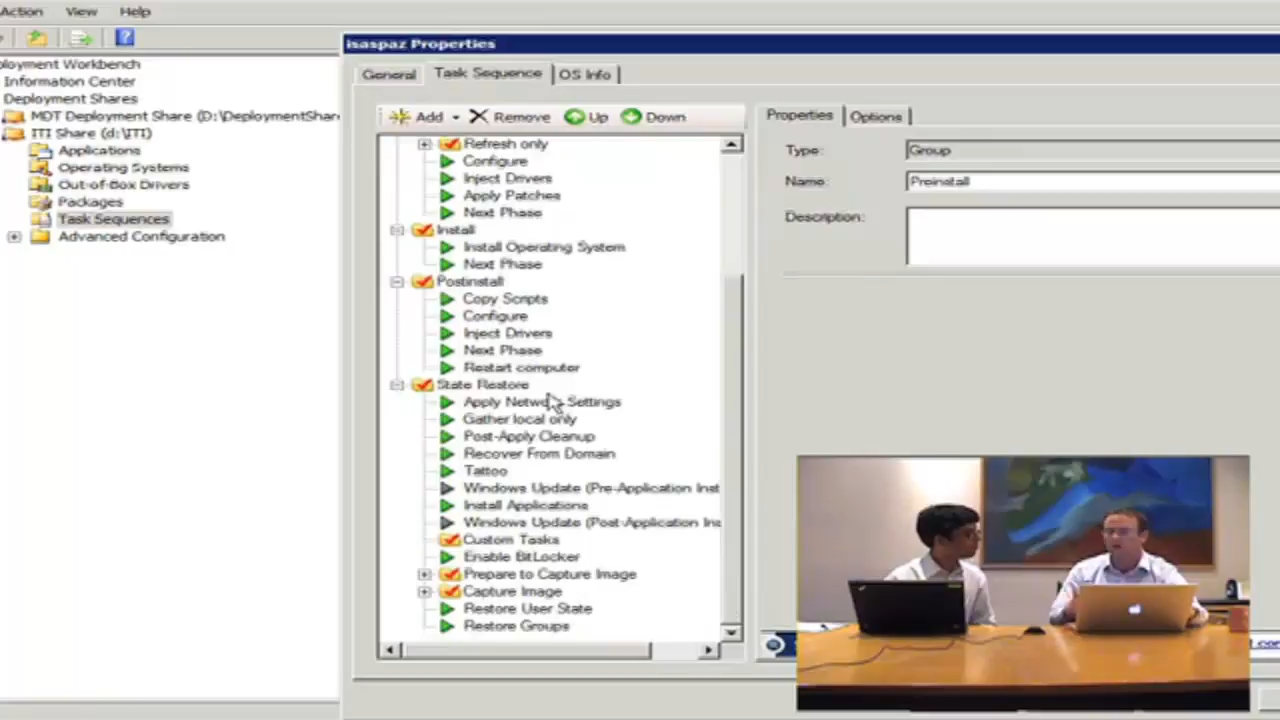 Action View Help
isaspaz Properties
ployment Workbench
Information Center
Deployment Shares
MDT Deployment Share (D:\DeploymentShar
ITI Share (d:\ITI)
Applications
Operating Systems
Out-of-Box Drivers
Packages
Task Sequences
Advanced Configuration
General Task Sequence OS Info
Add Remove Up Down
Refresh only
Configure
Inject Drivers
Apply Patches
Next Phase
Install
Install Operating System
Next Phase
Postinstall
Copy Scripts
Configure
Inject Drivers
Next Phase
Restart computer
State Restore
Apply Network Settings
Gather local only
Post-Apply Cleanup
Recover From Domain
Tattoo
Windows Update (Pre-Application Inst
Install Applications
Windows Update (Post-Application Ins
Custom Tasks
Enable BitLocker
Prepare to Capture Image
Capture Image
Restore User State
Restore Groups
Properties Options
Type: Group
Name: Preinstall
Description: